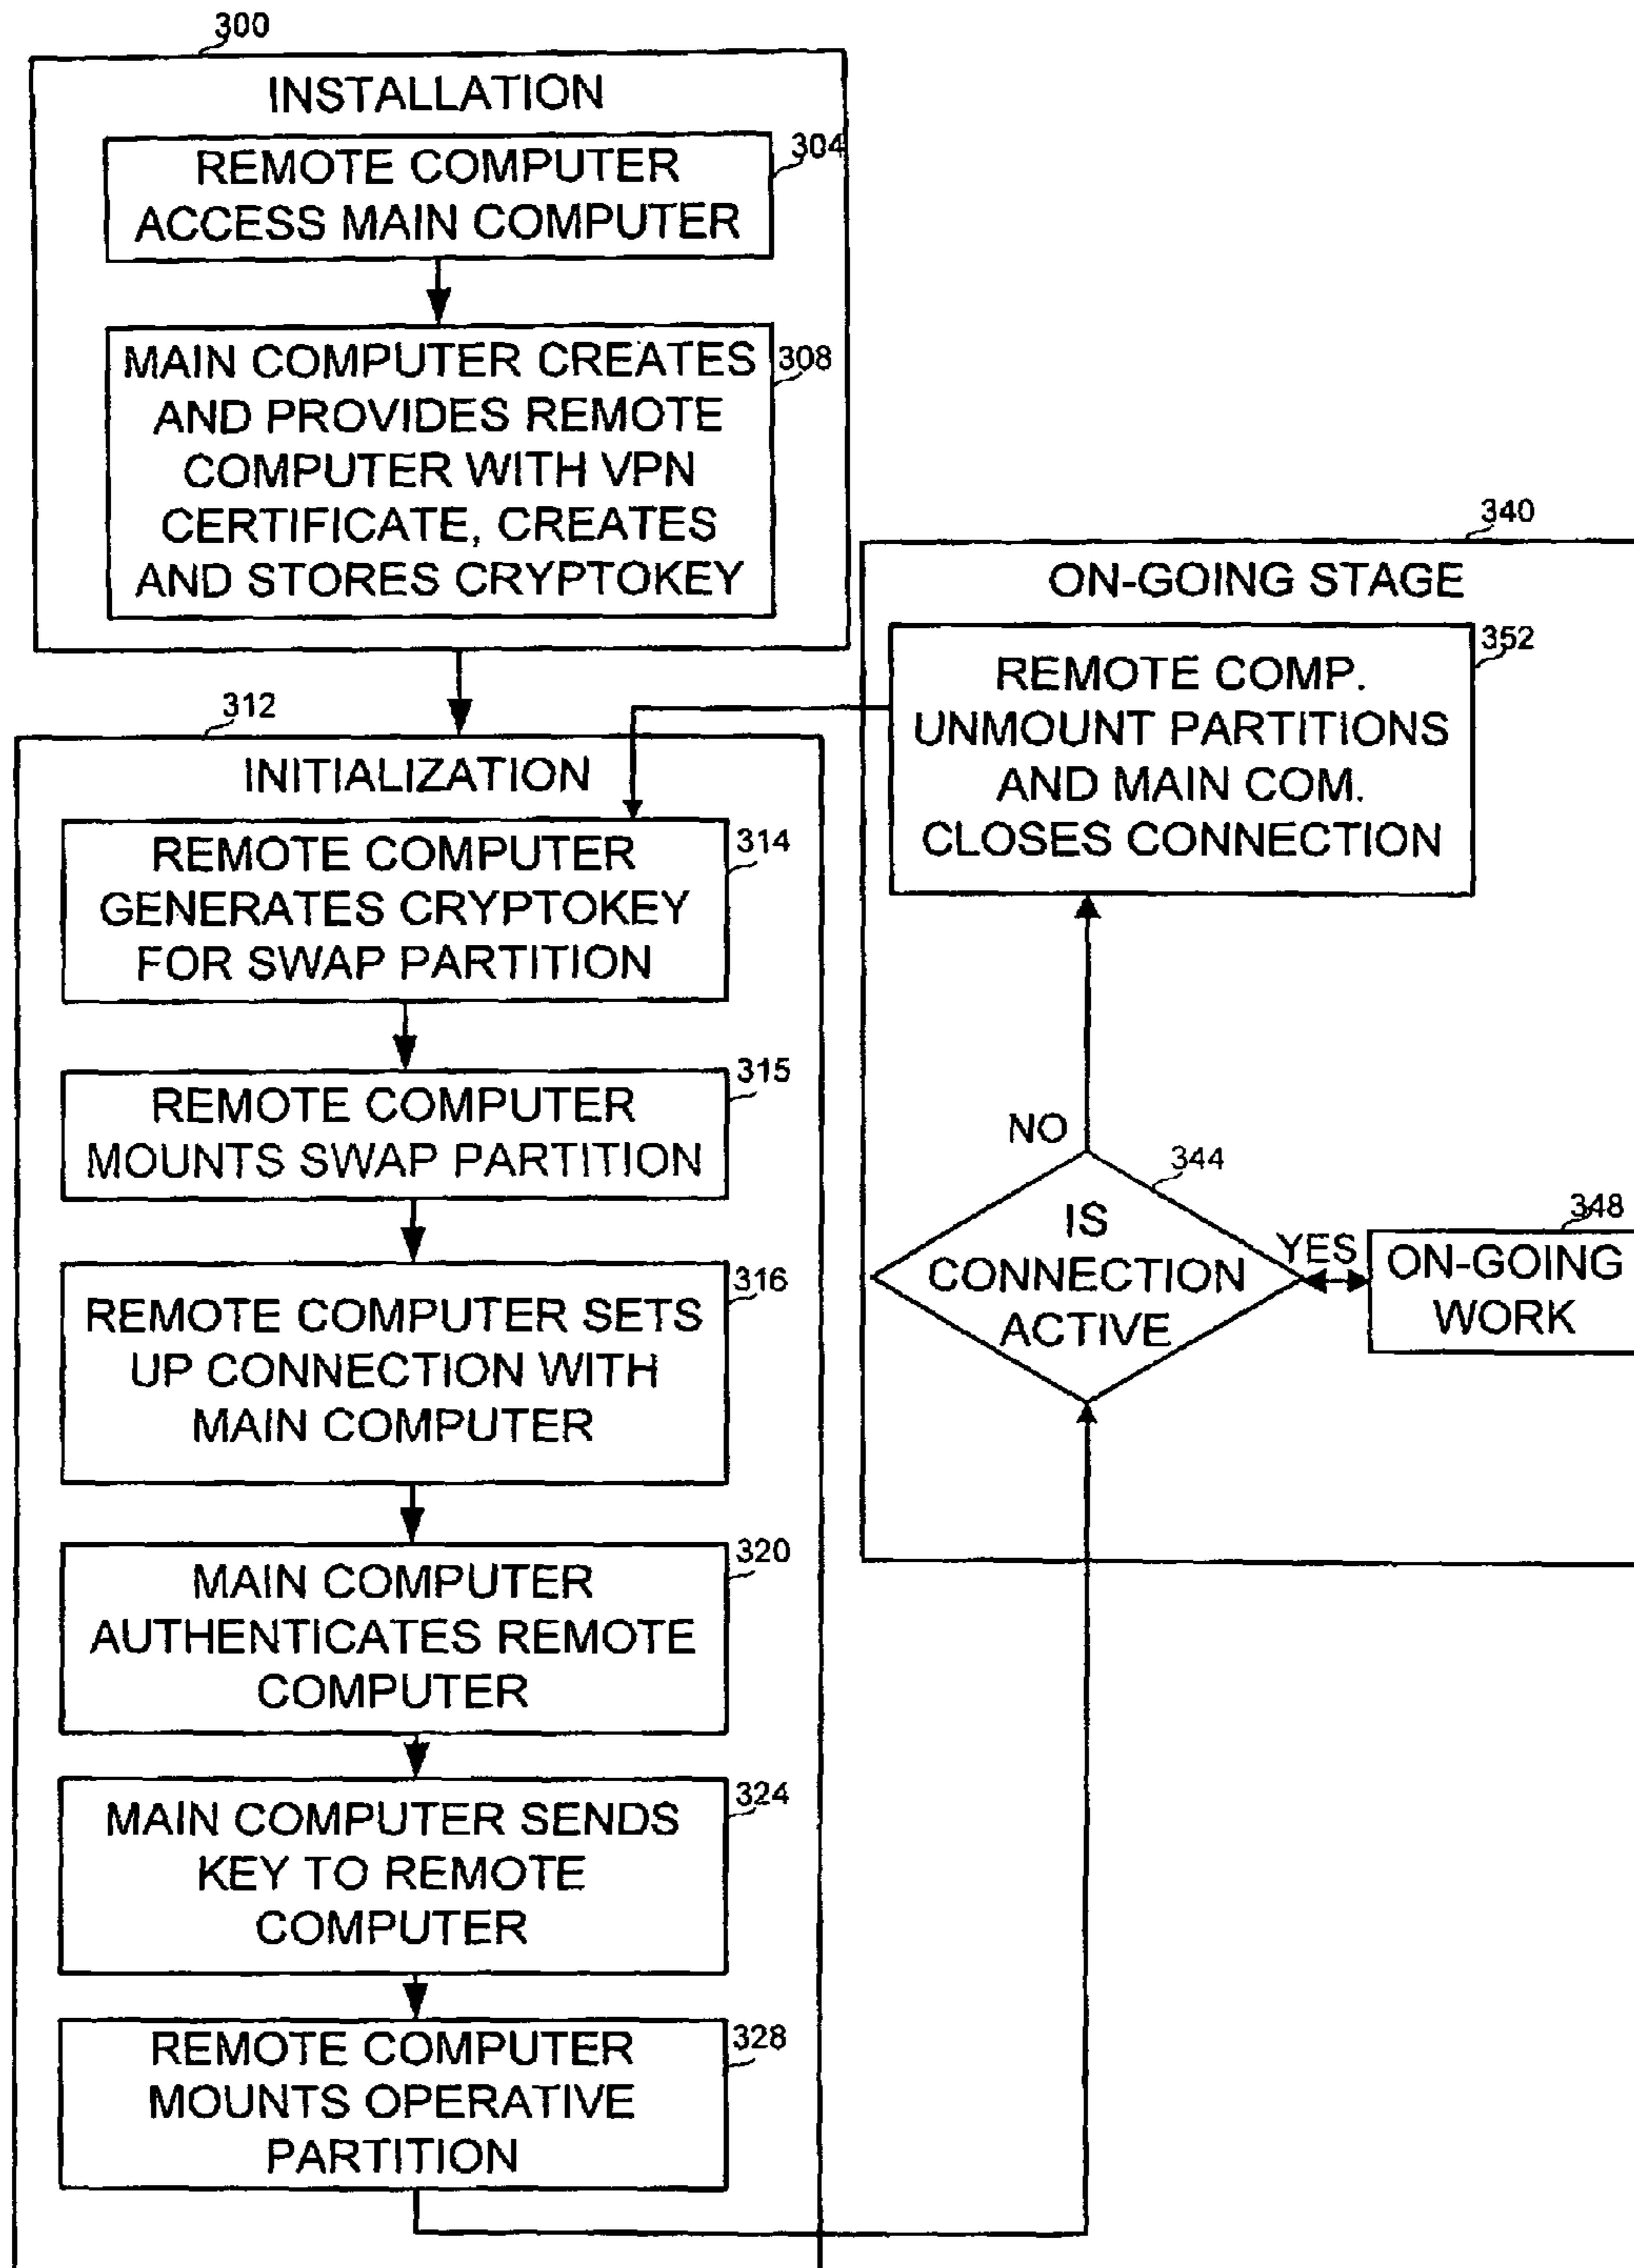 300
INSTALLATION
304
REMOTE COMPUTER
ACCESS MAIN COMPUTER
308
MAIN COMPUTER CREATES
AND PROVIDES REMOTE
COMPUTER WITH VPN
CERTIFICATE, CREATES
AND STORES CRYPTOKEY
312
INITIALIZATION
314
REMOTE COMPUTER
GENERATES CRYPTOKEY
FOR SWAP PARTITION
315
REMOTE COMPUTER
MOUNTS SWAP PARTITION
316
REMOTE COMPUTER SETS
UP CONNECTION WITH
MAIN COMPUTER
320
MAIN COMPUTER
AUTHENTICATES REMOTE
COMPUTER
324
MAIN COMPUTER SENDS
KEY TO REMOTE
COMPUTER
328
REMOTE COMPUTER
MOUNTS OPERATIVE
PARTITION
340
ON-GOING STAGE
352
REMOTE COMP.
UNMOUNT PARTITIONS
AND MAIN COM.
CLOSES CONNECTION
NO
344
IS
CONNECTION
ACTIVE
YES
348
ON-GOING
WORK